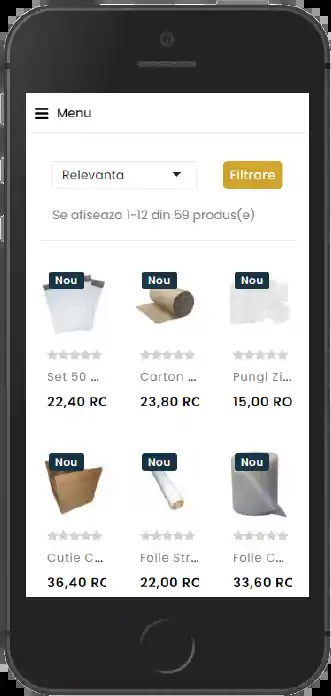 Menu
Relevanta
Filtrare
Se afiseaza 1-12 din 59 produs(e)
Nou Nou Nou
Set 50 ... Carton ... Pungi Zi...
22,40 RO 23,80 RO 15,00 RO
Nou Nou Nou
Cutie C... Folie Str... Folie C...
36,40 RO 22,00 RO 33,60 RO